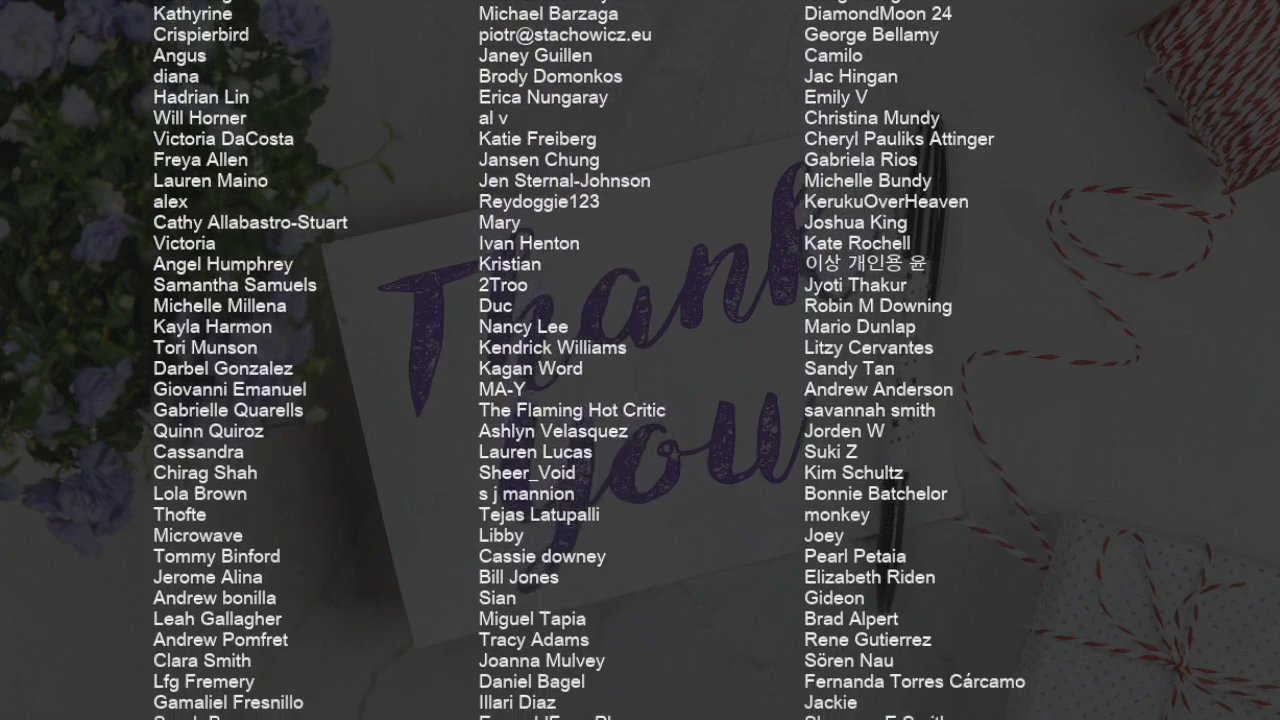 Kathyrine
Crispierbird
Angus
diana
Hadrian Lin
Will Horner
Victoria DaCosta
Freya Allen
Lauren Maino
alex
Cathy Allabastro-Stuart
Victoria
Angel Humphrey
Samantha Samuels
Michelle Millena
Kayla Harmon
Tori Munson
Darbel Gonzalez
Giovanni Emanuel
Gabrielle Quarells
Quinn Quiroz
Cassandra
Chirag Shah
Lola Brown
Thofte
Microwave
Tommy Binford
Jerome Alina
Andrew bonilla
Leah Gallagher
Andrew Pomfret
Clara Smith
Lfg Fremery
Gamaliel Fresnillo
Michael Barzaga
piotr@stachowicz.eu
Janey Guillen
Brody Domonkos
Erica Nungaray
al v
Katie Freiberg
Jansen Chung
Jen Sternal-Johnson
Reydoggie123
Mary
Ivan Henton
Kristian
2Troo
Duc
Nancy Lee
Kendrick Williams
Kagan Word
MA-Y
The Flaming Hot Critic
Ashlyn Velasquez
Lauren Lucas
Sheer_Void
s j mannion
Tejas Latupalli
Libby
Cassie downey
Bill Jones
Sian
Miguel Tapia
Tracy Adams
Joanna Mulvey
Daniel Bagel
Illari Diaz
DiamondMoon 24
George Bellamy
Camilo
Jac Hingan
Emily V
Christina Mundy
Cheryl Pauliks Attinger
Gabriela Rios
Michelle Bundy
KerukuOverHeaven
Joshua King
Kate Rochell
이상 개인용 윤
Jyoti Thakur
Robin M Downing
Mario Dunlap
Litzy Cervantes
Sandy Tan
Andrew Anderson
savannah smith
Jorden W
Suki Z
Kim Schultz
Bonnie Batchelor
monkey
Joey
Pearl Petaia
Elizabeth Riden
Gideon
Brad Alpert
Rene Gutierrez
Sören Nau
Fernanda Torres Cárcamo
Jackie
Thank
you